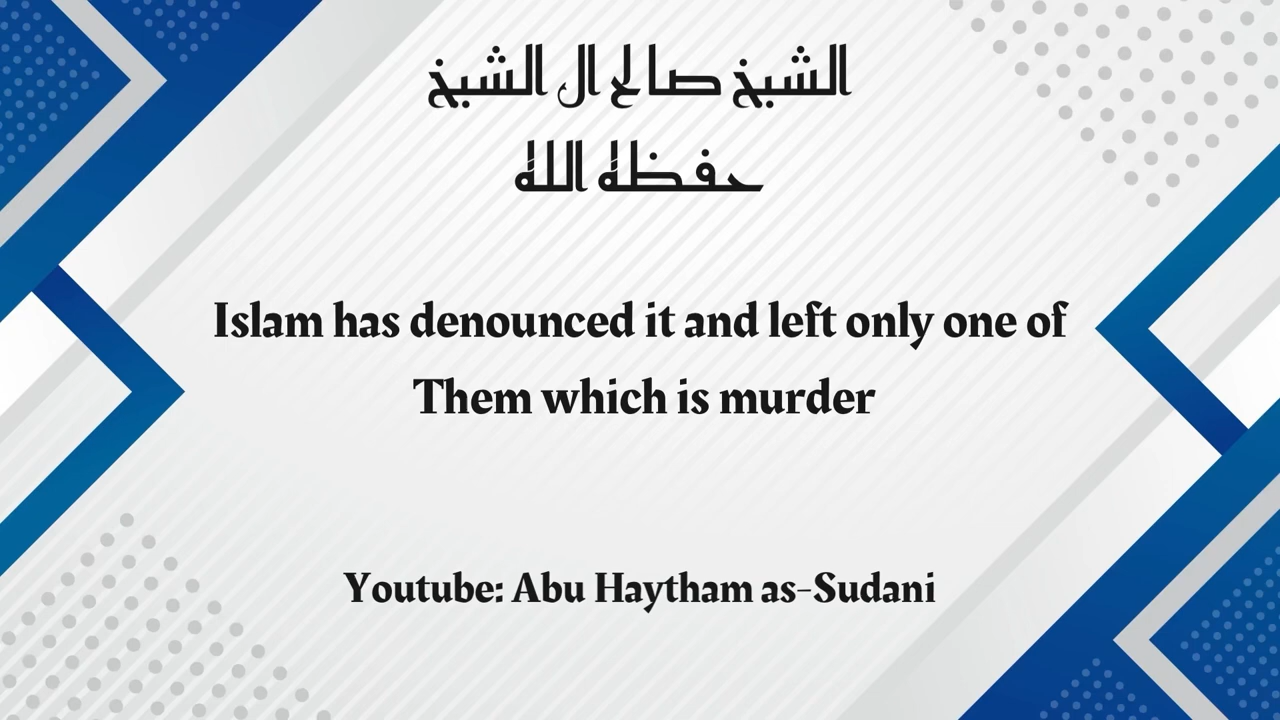 الشيخ صالح ال الشيخ
حفظه الله
Islam has denounced it and left only one of
Them which is murder
Youtube: Abu Haytham as-Sudani